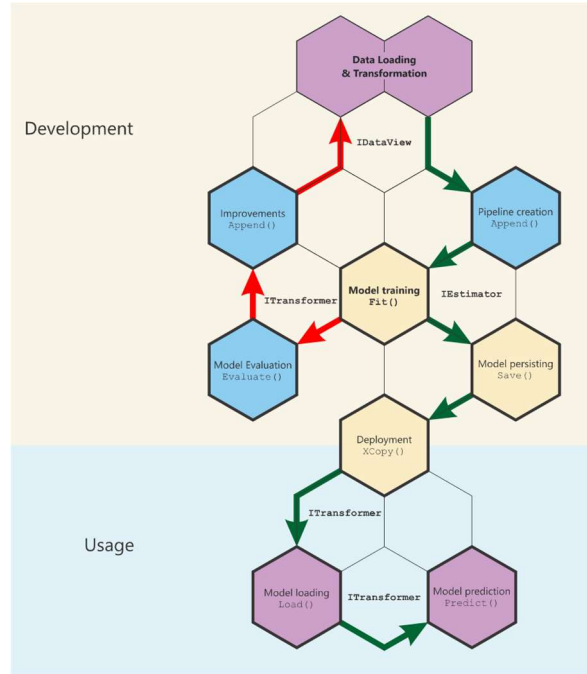 Data Loading
& Transformation
Development
IDataView
Improvements
Append()
Pipeline creation
Append()
ITransformer
Model training
Fit()
IEstimator
Model Evaluation
Evaluate()
Model persisting
Save()
Deployment
XCopy()
ITransformer
Usage
Model loading
Load()
ITransformer
Model prediction
Predict()